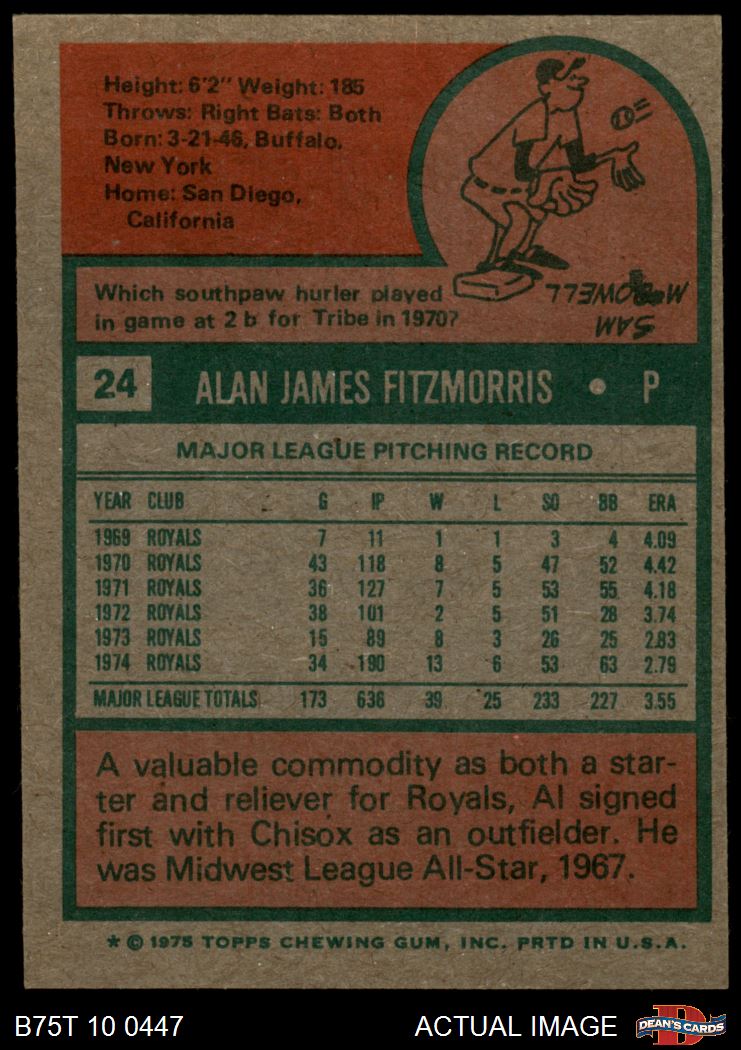 Height: 6'2" Weight: 185
Throws: Right Bats: Both
Born: 3-21-46, Buffalo,
New York
Home: San Diego,
California
Which southpaw hurler played
in game at 2 b for Tribe in 1970?
SAM
McDOWELL
24 ALAN JAMES FITZMORRIS • P
MAJOR LEAGUE PITCHING RECORD
YEAR CLUB G IP W L SO BB ERA
1969 ROYALS 7 11 1 1 3 4 4.09
1970 ROYALS 43 118 8 5 47 52 4.42
1971 ROYALS 36 127 7 5 53 55 4.18
1972 ROYALS 38 101 2 5 51 28 3.74
1973 ROYALS 15 89 8 3 26 25 2.83
1974 ROYALS 34 190 13 6 53 63 2.79
MAJOR LEAGUE TOTALS 173 636 39 25 233 227 3.55
A valuable commodity as both a star-
ter and reliever for Royals, Al signed
first with Chisox as an outfielder. He
was Midwest League All-Star, 1967.
* © 1975 TOPPS CHEWING GUM, INC. PRTD IN U.S.A.
B75T 10 0447 ACTUAL IMAGE DEAN'S CARDS